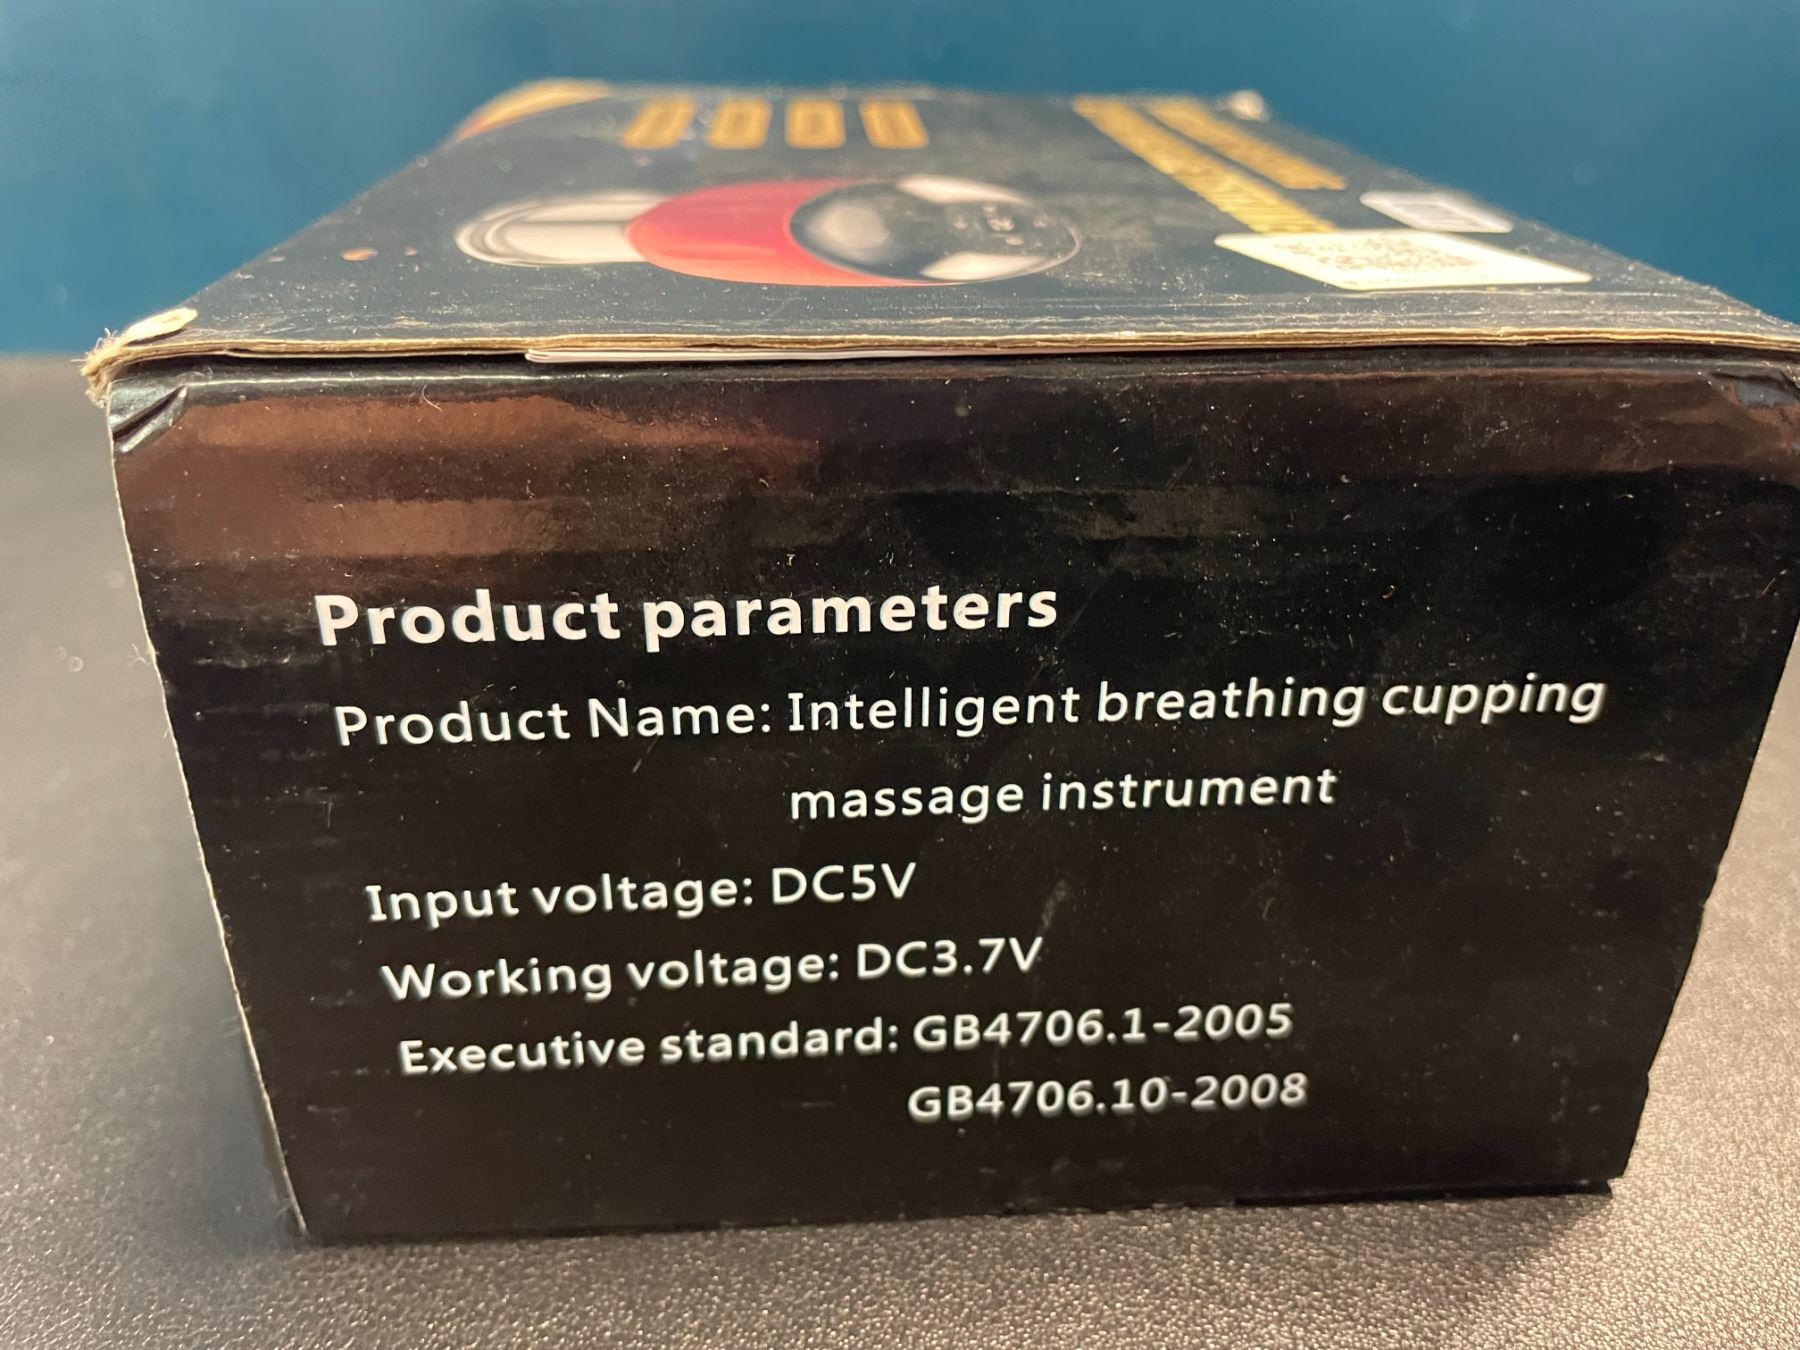 Product parameters
Product Name: Intelligent breathing cupping
massage instrument
Input voltage: DC5V
Working voltage: DC3.7V
Executive standard: GB4706.1-2005
GB4706.10-2008